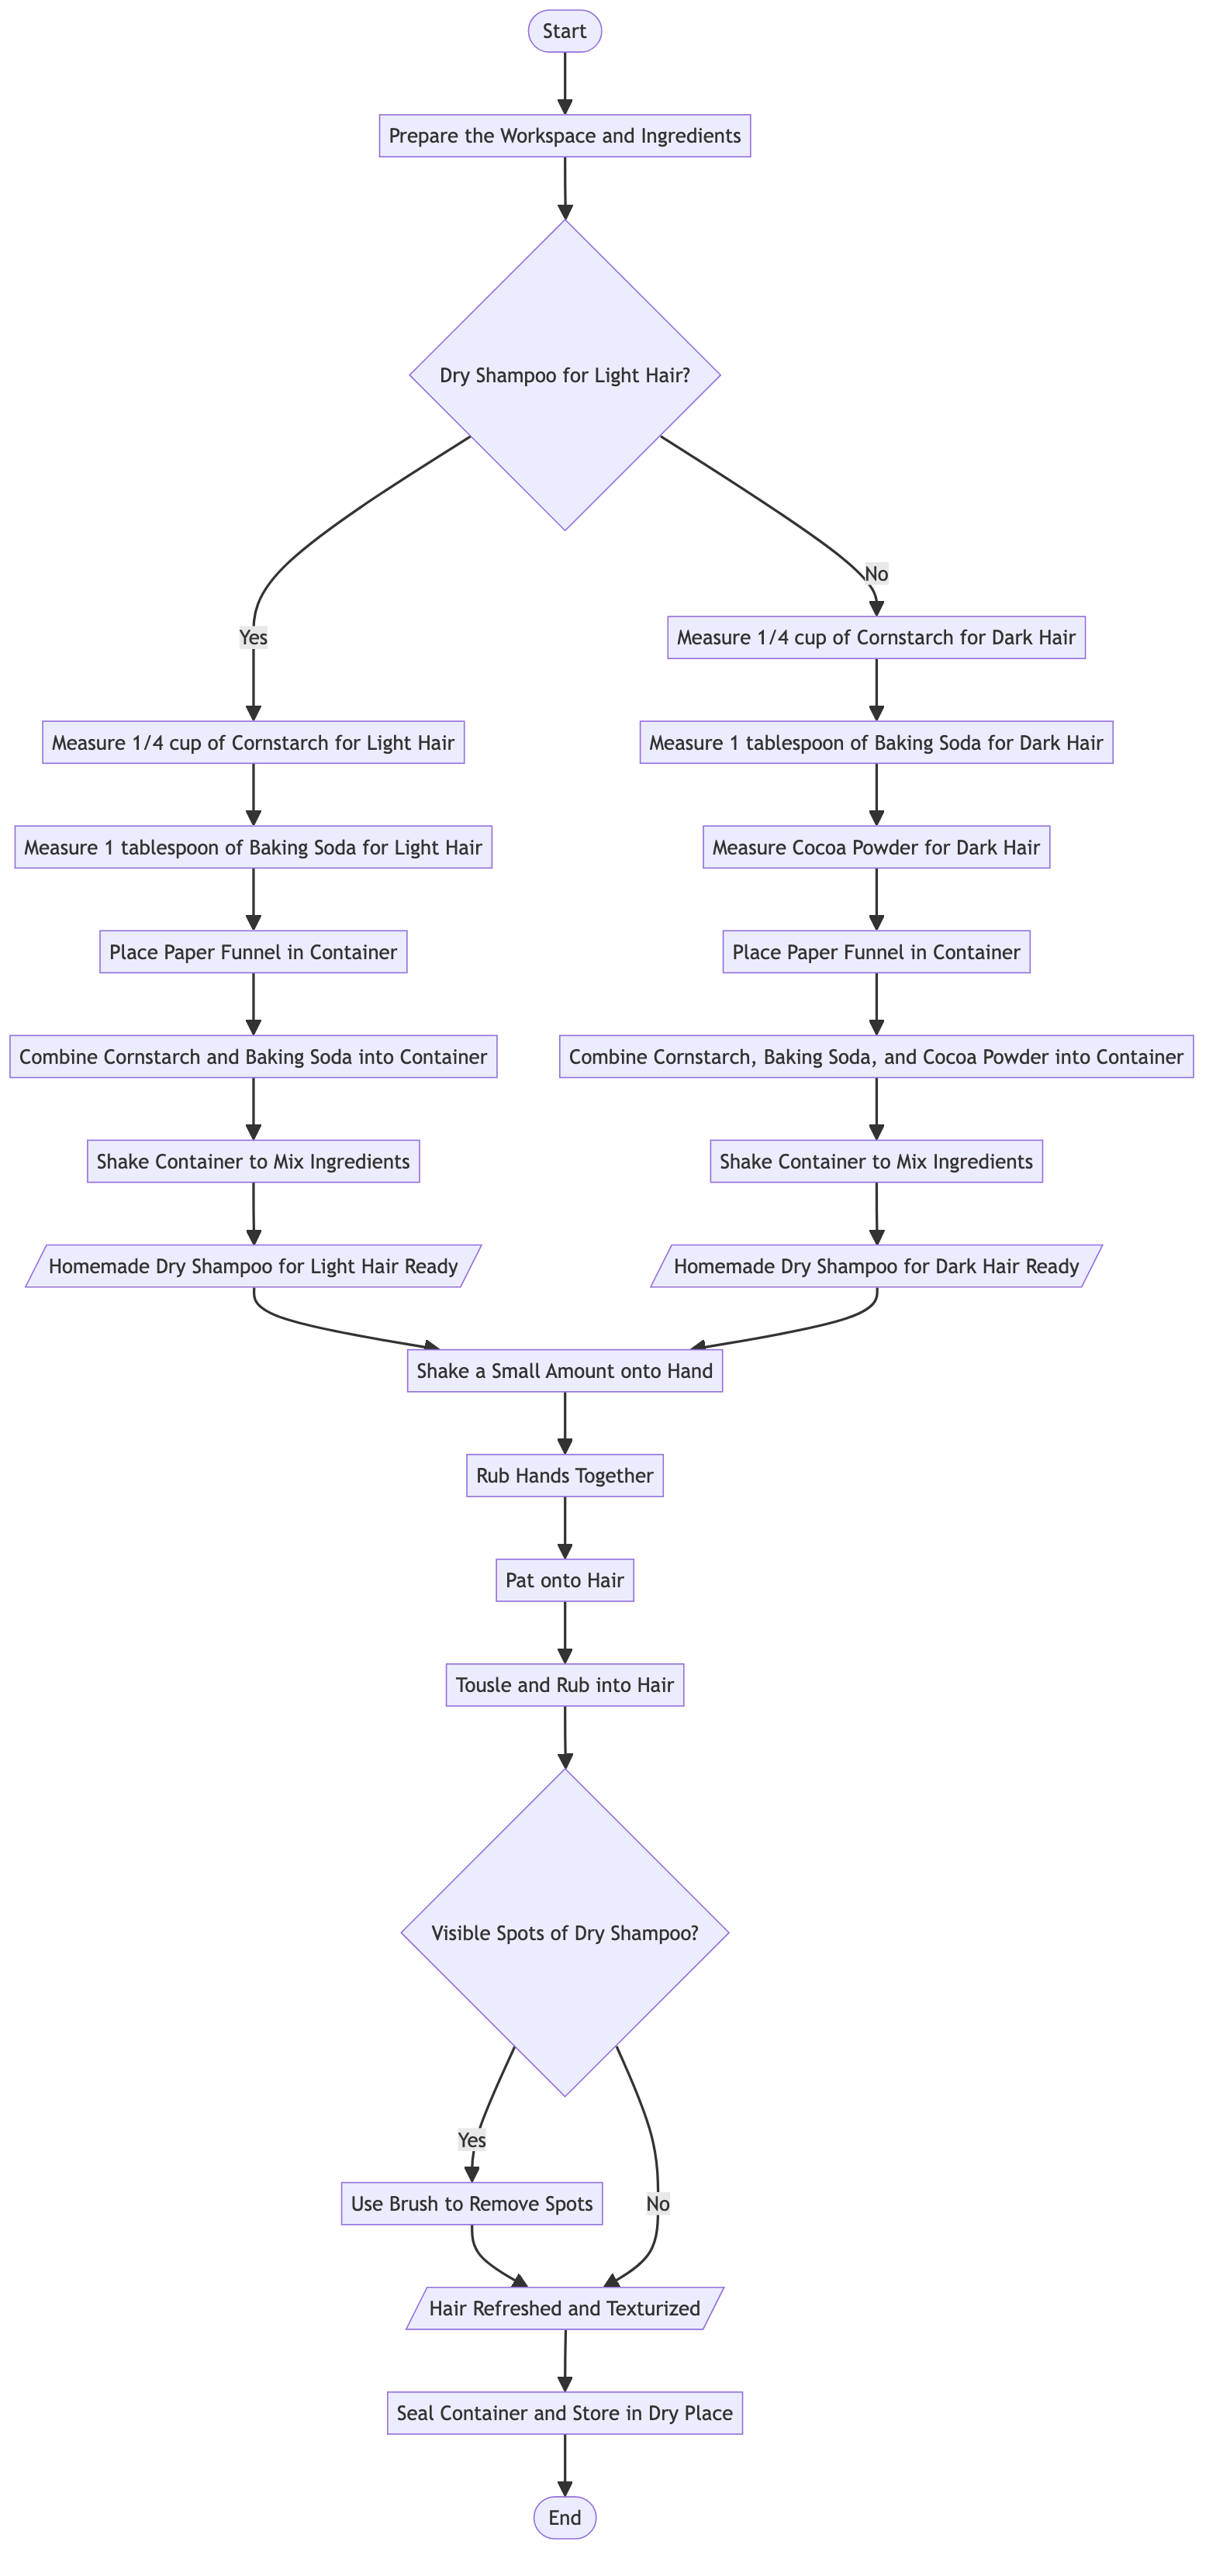 Start
Prepare the Workspace and Ingredients
Dry Shampoo for Light Hair?
Yes
No
Measure 1/4 cup of Cornstarch for Light Hair
Measure 1 tablespoon of Baking Soda for Light Hair
Place Paper Funnel in Container
Combine Cornstarch and Baking Soda into Container
Shake Container to Mix Ingredients
Homemade Dry Shampoo for Light Hair Ready
Measure 1/4 cup of Cornstarch for Dark Hair
Measure 1 tablespoon of Baking Soda for Dark Hair
Measure Cocoa Powder for Dark Hair
Place Paper Funnel in Container
Combine Cornstarch, Baking Soda, and Cocoa Powder into Container
Shake Container to Mix Ingredients
Homemade Dry Shampoo for Dark Hair Ready
Shake a Small Amount onto Hand
Rub Hands Together
Pat onto Hair
Tousle and Rub into Hair
Visible Spots of Dry Shampoo?
Yes
Use Brush to Remove Spots
No
Hair Refreshed and Texturized
Seal Container and Store in Dry Place
End